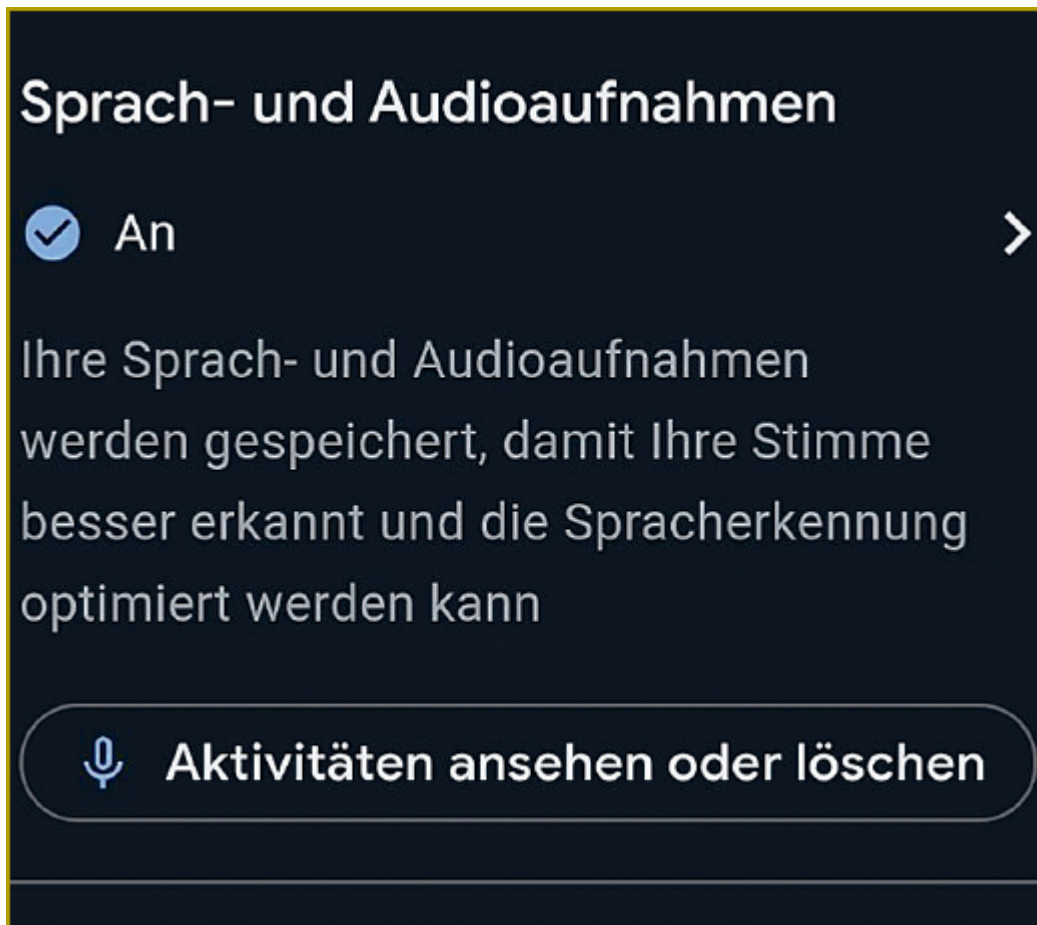 Sprach- und Audioaufnahmen
An
Ihre Sprach- und Audioaufnahmen
werden gespeichert, damit Ihre Stimme
besser erkannt und die Spracherkennung
optimiert werden kann
Aktivitäten ansehen oder löschen